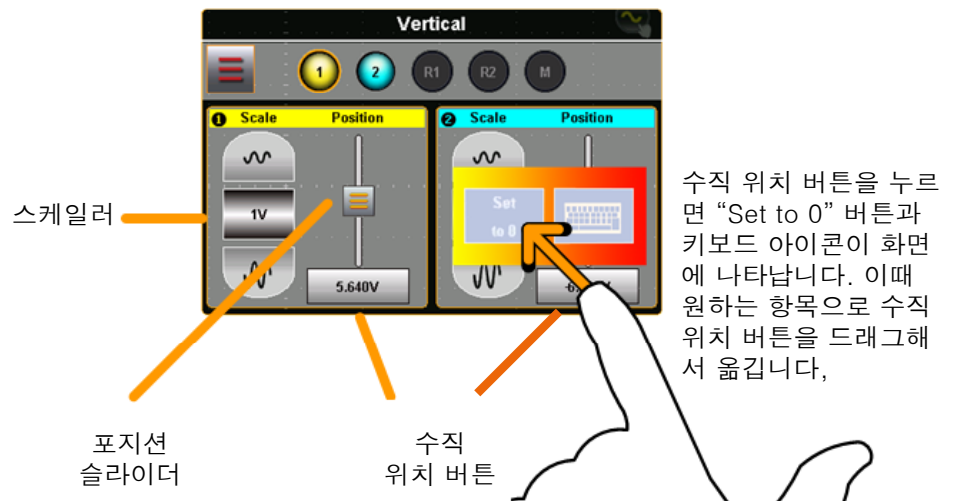 Vertical
1 2 R1 R2 M
1 Scale Position
2 Scale Position
1V
Set
to 0
5.640V
스케일러
포지션
슬라이더
수직
위치 버튼
수직 위치 버튼을 누르
면 “Set to 0” 버튼과
키보드 아이콘이 화면
에 나타납니다. 이때
원하는 항목으로 수직
위치 버튼을 드래그해
서 옮깁니다,